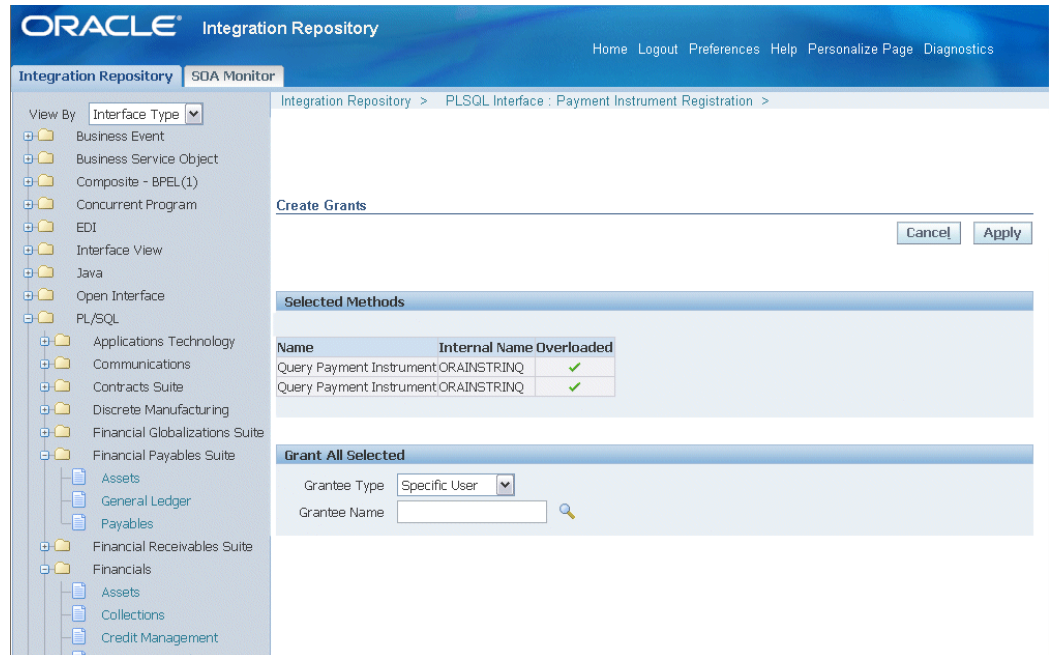 ORACLE Integration Repository
Home Logout Preferences Help Personalize Page Diagnostics
Integration Repository SOA Monitor
Integration Repository > PLSQL Interface : Payment Instrument Registration >
View By Interface Type
Business Event
Business Service Object
Composite - BPEL(1)
Concurrent Program
EDI
Interface View
Java
Open Interface
PL/SQL
Applications Technology
Communications
Contracts Suite
Discrete Manufacturing
Financial Globalizations Suite
Financial Payables Suite
Assets
General Ledger
Payables
Financial Receivables Suite
Financials
Assets
Collections
Credit Management
Create Grants
Cancel Apply
Selected Methods
Name Internal Name Overloaded
Query Payment Instrument ORAINSTRINQ
Query Payment Instrument ORAINSTRINQ
Grant All Selected
Grantee Type Specific User
Grantee Name